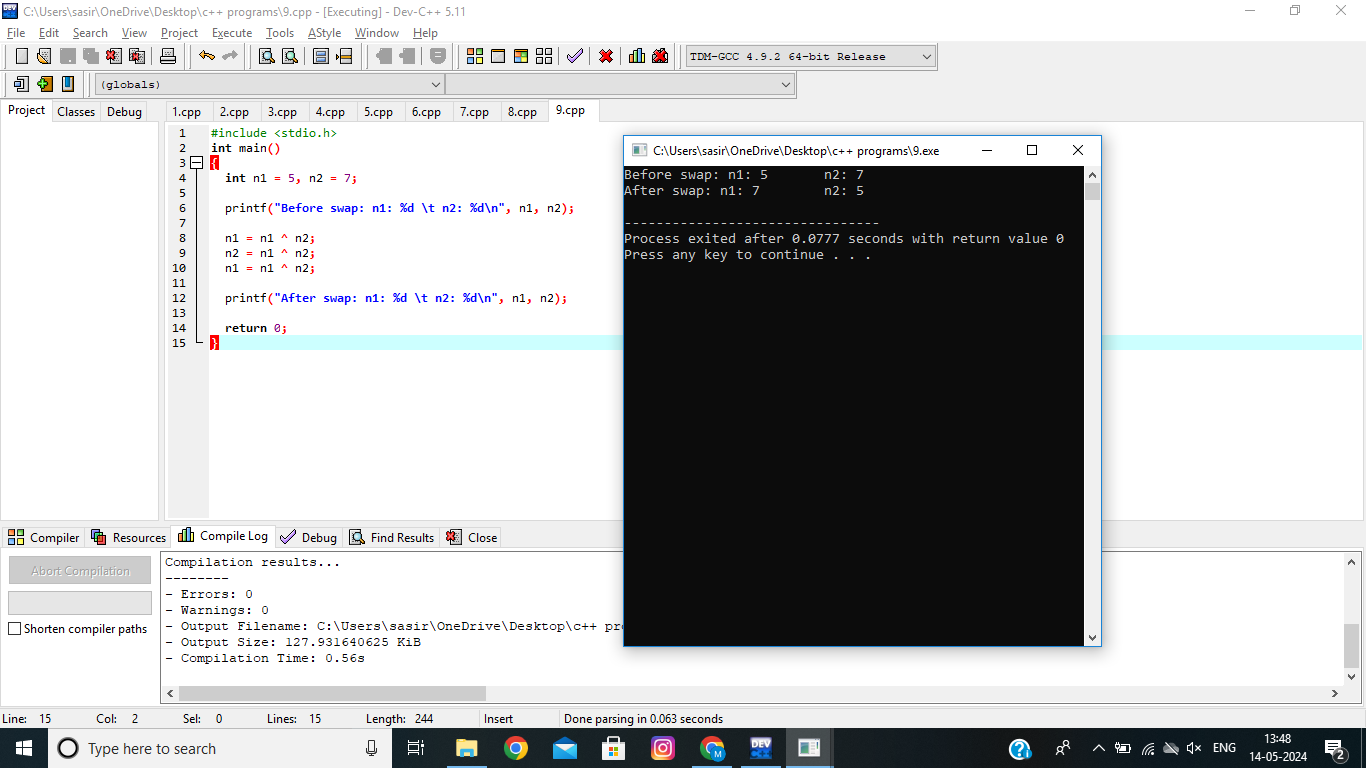 C:\Users\sasir\OneDrive\Desktop\c++ programs\9.cpp - [Executing] - Dev-C++ 5.11
File Edit Search View Project Execute Tools AStyle Window Help
TDM-GCC 4.9.2 64-bit Release
(globals)
Project Classes Debug
1.cpp 2.cpp 3.cpp 4.cpp 5.cpp 6.cpp 7.cpp 8.cpp 9.cpp
1 #include <stdio.h>
2 int main()
3 {
4 int n1 = 5, n2 = 7;
5
6 printf("Before swap: n1: %d \t n2: %d\n", n1, n2);
7
8 n1 = n1 ^ n2;
9 n2 = n1 ^ n2;
10 n1 = n1 ^ n2;
11
12 printf("After swap: n1: %d \t n2: %d\n", n1, n2);
13
14 return 0;
15 }
C:\Users\sasir\OneDrive\Desktop\c++ programs\9.exe
Before swap: n1: 5 n2: 7
After swap: n1: 7 n2: 5
--------------------------------
Process exited after 0.0777 seconds with return value 0
Press any key to continue . . .
Compiler Resources Compile Log Debug Find Results Close
Abort Compilation
Shorten compiler paths
Compilation results...
--------
- Errors: 0
- Warnings: 0
- Output Filename: C:\Users\sasir\OneDrive\Desktop\c++ pr
- Output Size: 127.931640625 KiB
- Compilation Time: 0.56s
Line: 15 Col: 2 Sel: 0 Lines: 15 Length: 244 Insert Done parsing in 0.063 seconds
Type here to search
DEV
M
ENG
13:48
14-05-2024
2